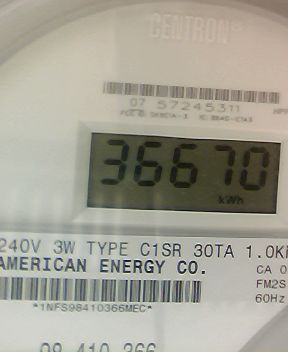 CENTRON®
07 57245311
36670
kWh
240V 3W TYPE C1SR 30TA 1.0K
AMERICAN ENERGY CO.
CA 0
FM2S
60Hz
*1NFS98410366MEC*
98 410 366